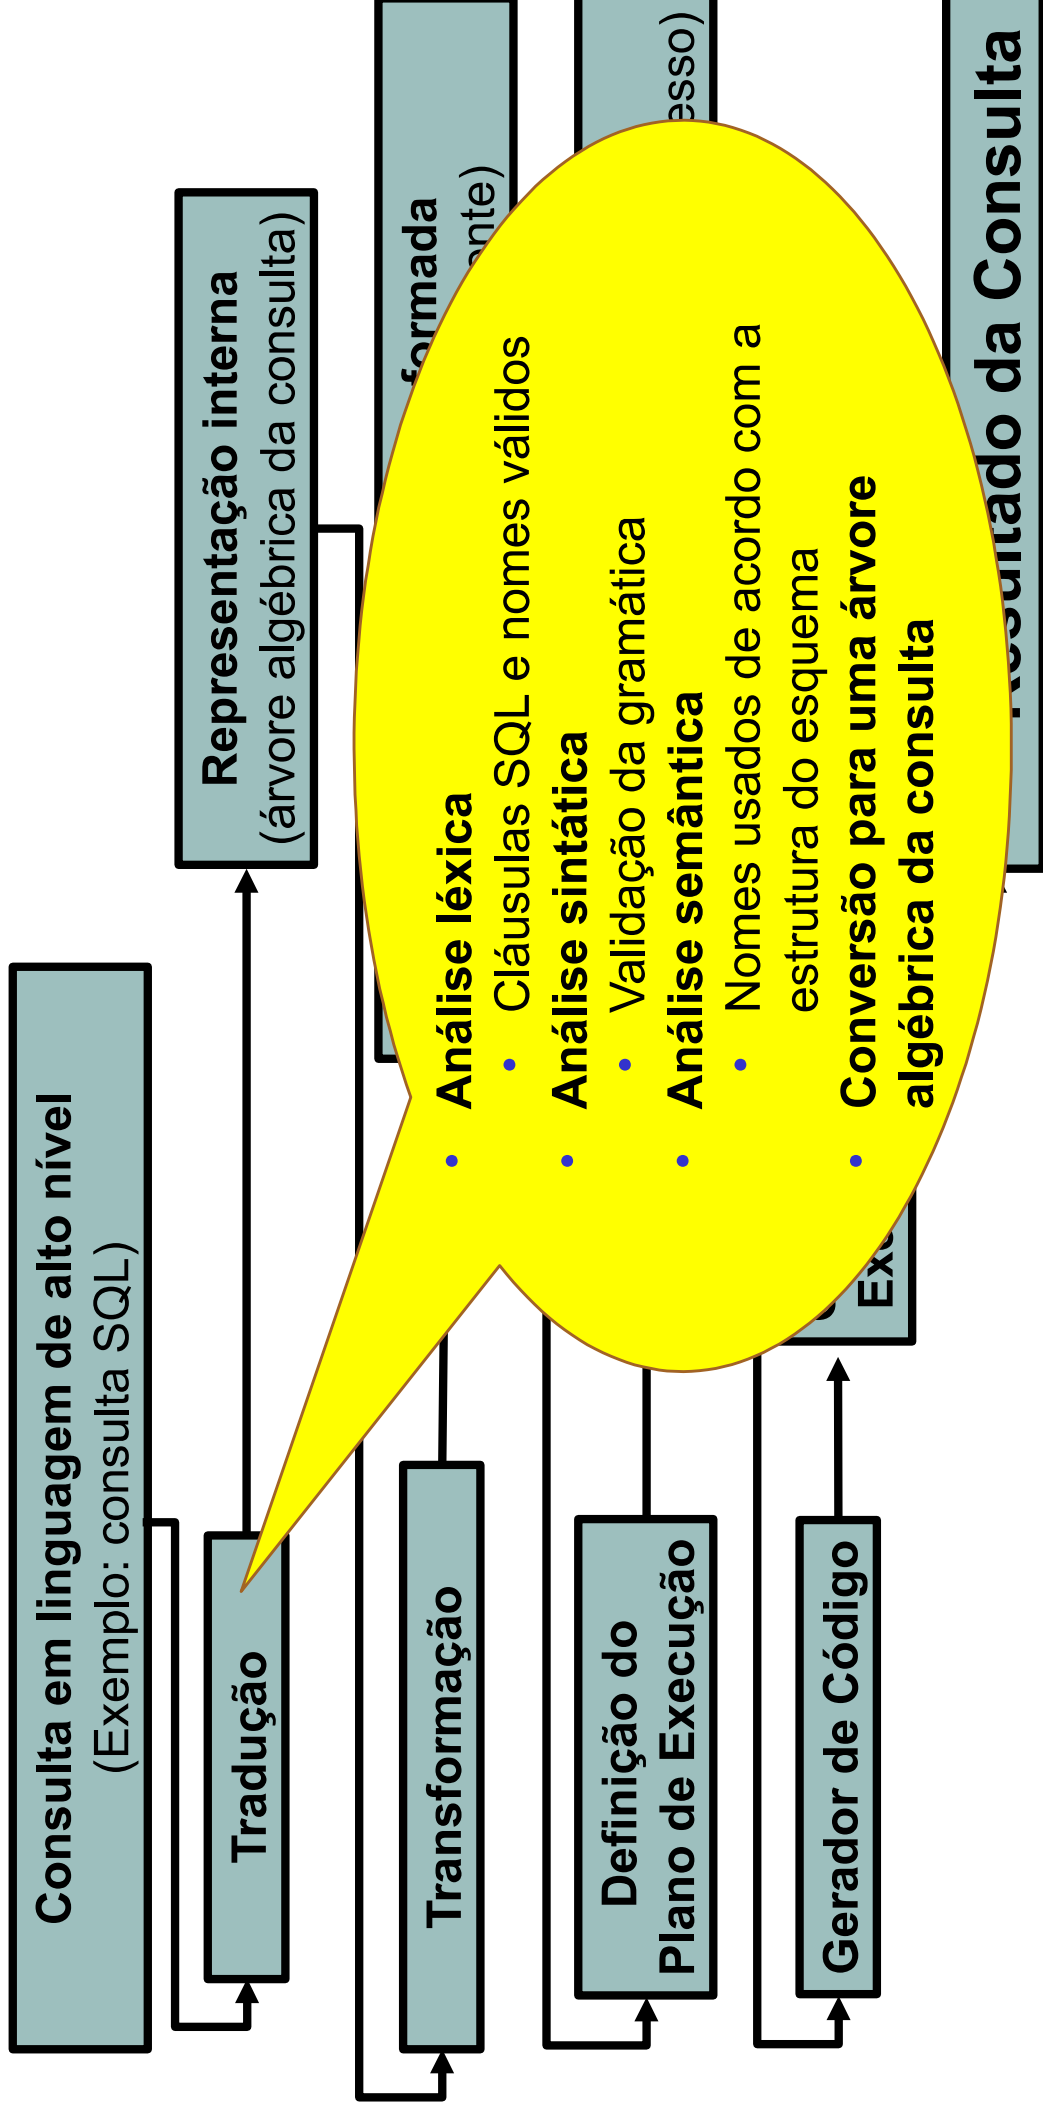 Consulta em linguagem de alto nível
(Exemplo: consulta SQL)
Tradução
Representação interna
(árvore algébrica da consulta)
Transformação
Definição do
Plano de Execução
Gerador de Código
• Análise léxica
• Cláusulas SQL e nomes válidos
• Análise sintática
• Validação da gramática
• Análise semântica
• Nomes usados de acordo com a
estrutura do esquema
• Conversão para uma árvore
algébrica da consulta
da Consulta